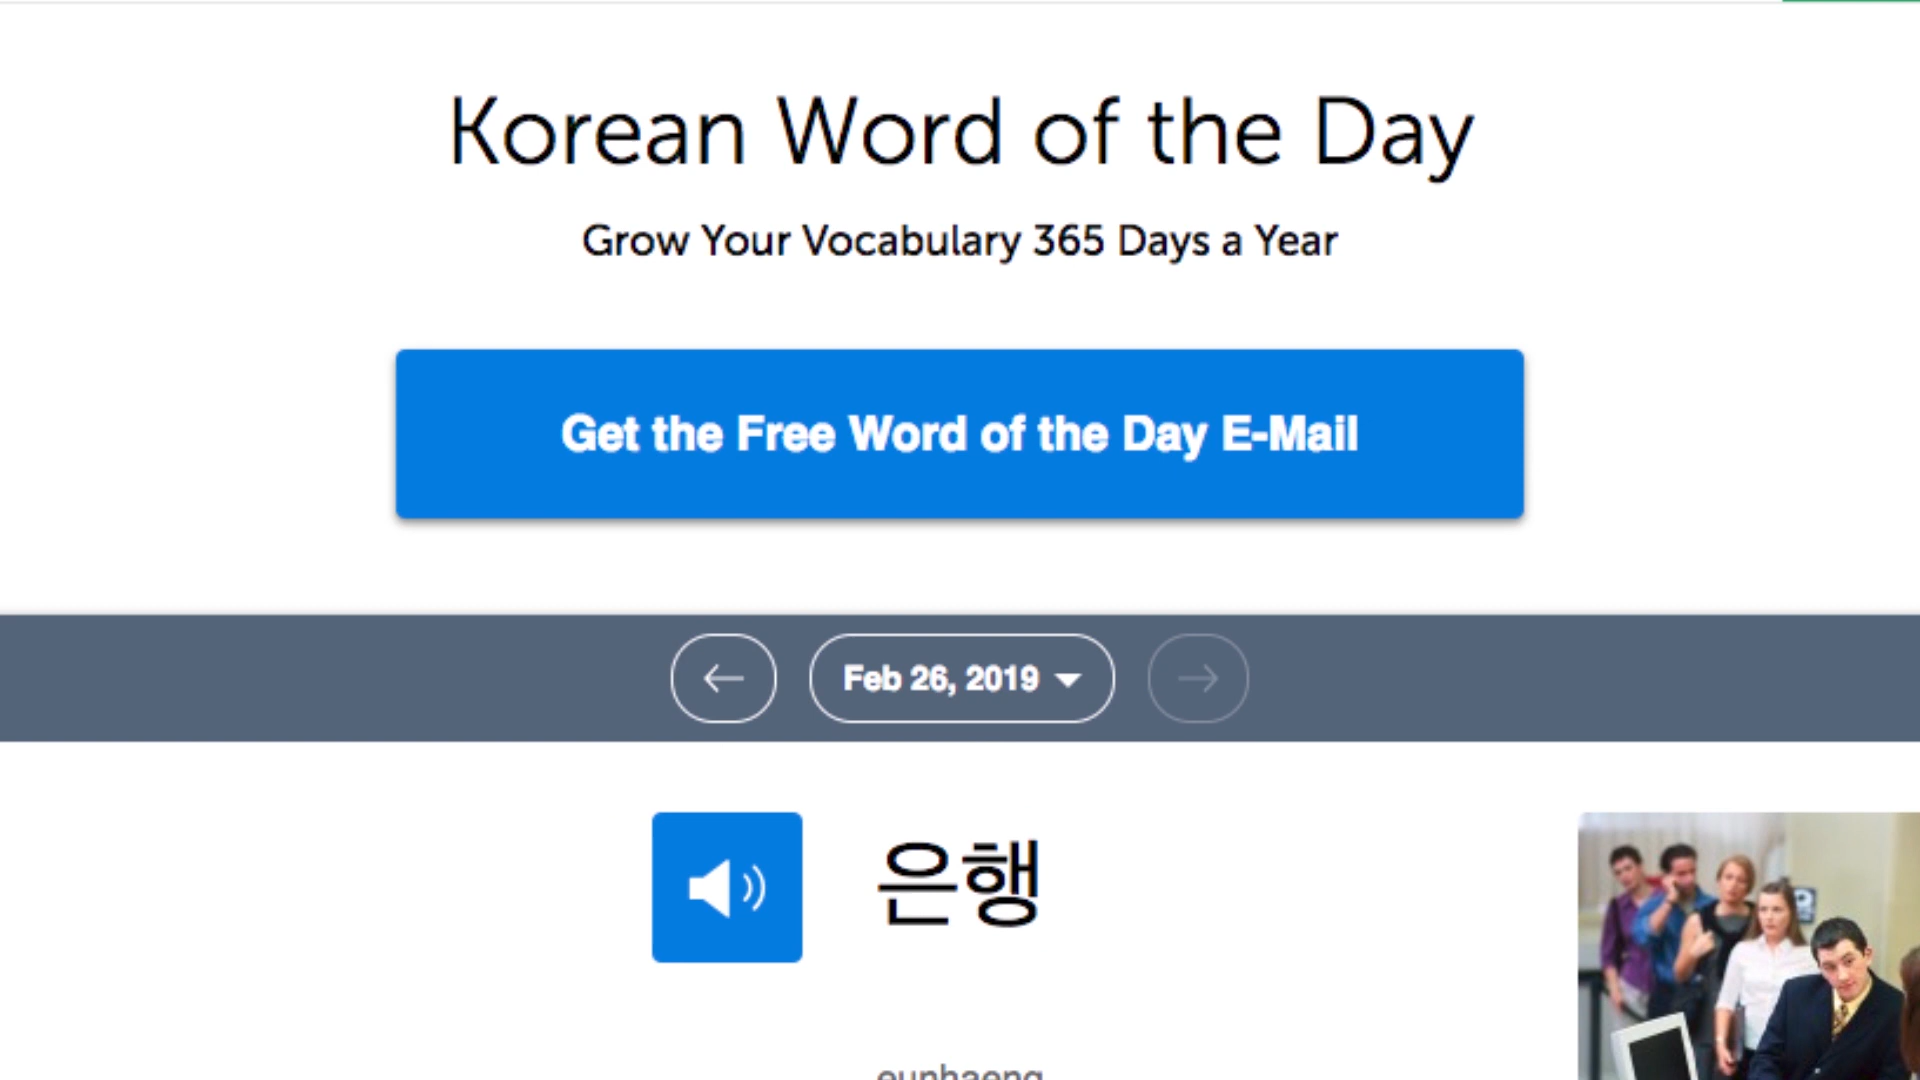 Korean Word of the Day
Grow Your Vocabulary 365 Days a Year
Get the Free Word of the Day E-Mail
Feb 26, 2019
은행
eunhaeng